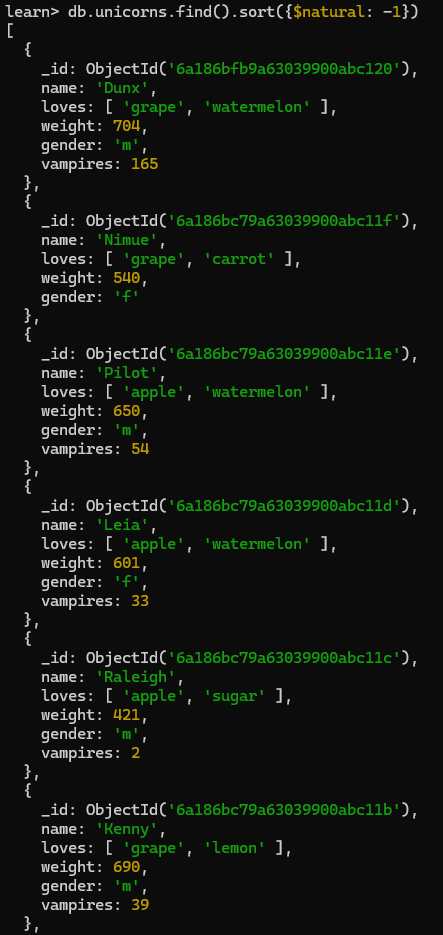 learn> db.unicorns.find().sort({$natural: -1})
[
  {
    _id: ObjectId('6a186bfb9a63039900abc120'),
    name: 'Dunx',
    loves: [ 'grape', 'watermelon' ],
    weight: 704,
    gender: 'm',
    vampires: 165
  },
  {
    _id: ObjectId('6a186bc79a63039900abc11f'),
    name: 'Nimue',
    loves: [ 'grape', 'carrot' ],
    weight: 540,
    gender: 'f'
  },
  {
    _id: ObjectId('6a186bc79a63039900abc11e'),
    name: 'Pilot',
    loves: [ 'apple', 'watermelon' ],
    weight: 650,
    gender: 'm',
    vampires: 54
  },
  {
    _id: ObjectId('6a186bc79a63039900abc11d'),
    name: 'Leia',
    loves: [ 'apple', 'watermelon' ],
    weight: 601,
    gender: 'f',
    vampires: 33
  },
  {
    _id: ObjectId('6a186bc79a63039900abc11c'),
    name: 'Raleigh',
    loves: [ 'apple', 'sugar' ],
    weight: 421,
    gender: 'm',
    vampires: 2
  },
  {
    _id: ObjectId('6a186bc79a63039900abc11b'),
    name: 'Kenny',
    loves: [ 'grape', 'lemon' ],
    weight: 690,
    gender: 'm',
    vampires: 39
  },